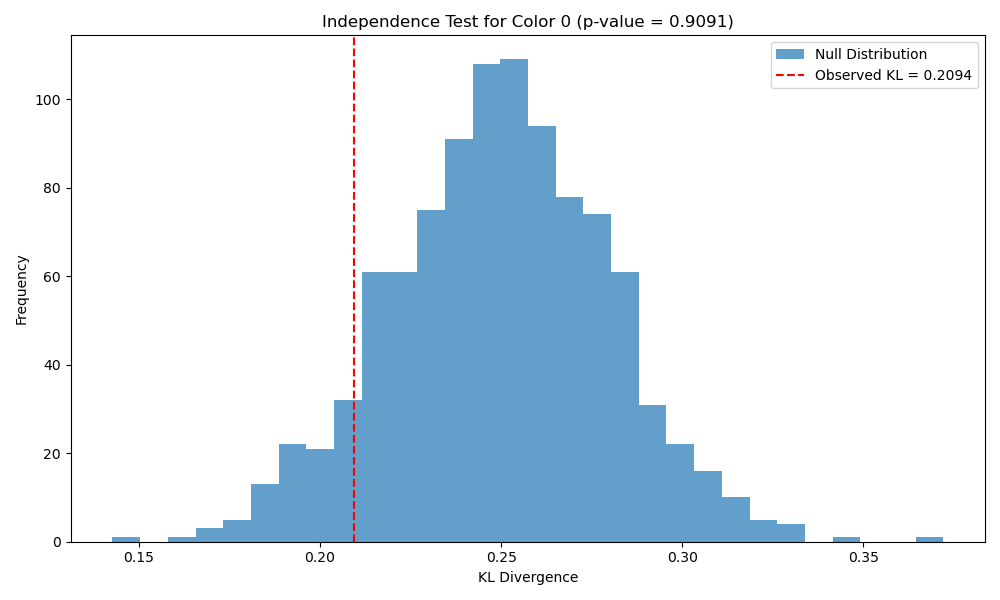 Independence Test for Color 0 (p-value = 0.9091)
Null Distribution
Observed KL = 0.2094
Frequency
100
80
60
40
20
0
0.15 0.20 0.25 0.30 0.35
KL Divergence